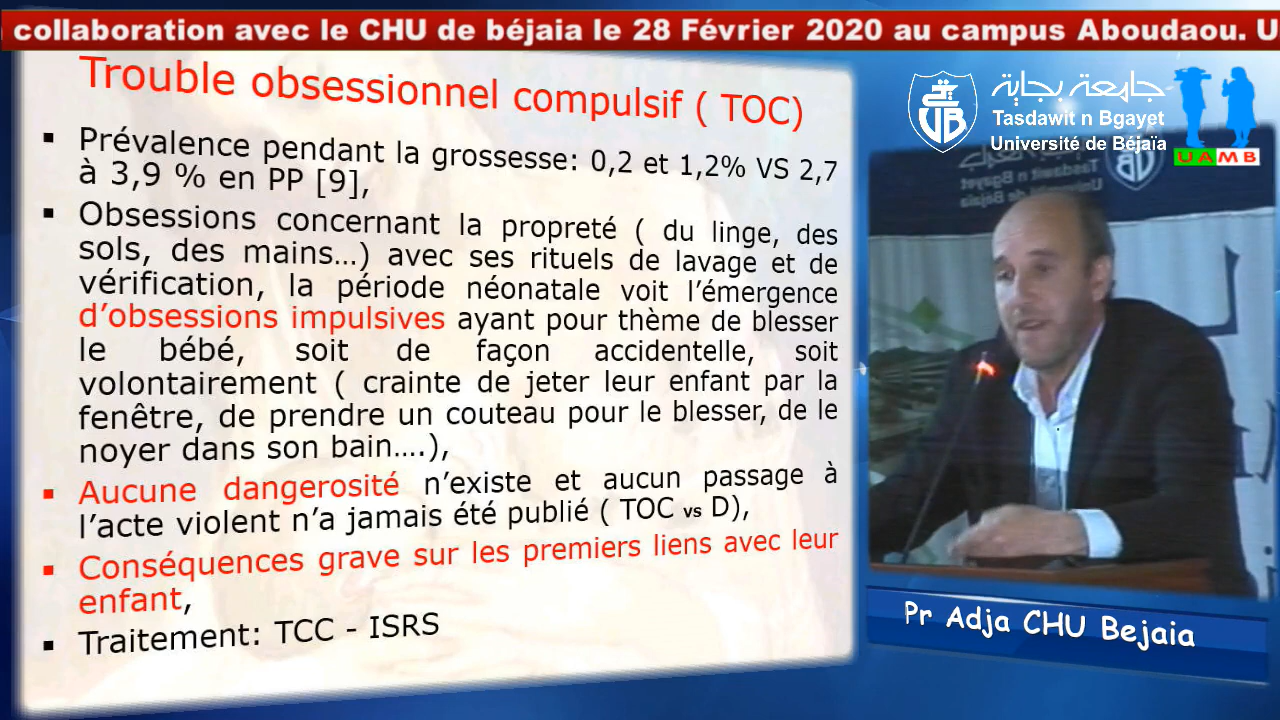 collaboration avec le CHU de béjaia le 28 Février 2020 au campus Aboudaou. U
Trouble obsessionnel compulsif ( TOC)
▪ Prévalence pendant la grossesse: 0,2 et 1,2% VS 2,7
à 3,9 % en PP [9],
▪ Obsessions concernant la propreté ( du linge, des
sols, des mains…) avec ses rituels de lavage et de
vérification, la période néonatale voit l’émergence
d’obsessions impulsives ayant pour thème de blesser
le bébé, soit de façon accidentelle, soit
volontairement ( crainte de jeter leur enfant par la
fenêtre, de prendre un couteau pour le blesser, de le
noyer dans son bain….),
▪ Aucune dangerosité n’existe et aucun passage à
l’acte violent n’a jamais été publié ( TOC vs D),
▪ Conséquences grave sur les premiers liens avec leur
enfant,
▪ Traitement: TCC - ISRS
جامعة بجاية
Tasdawit n Bgayet
Université de Béjaïa
UAMB
Tasdawit n Bgayet
Université de Béjaïa
Pr Adja CHU Bejaia